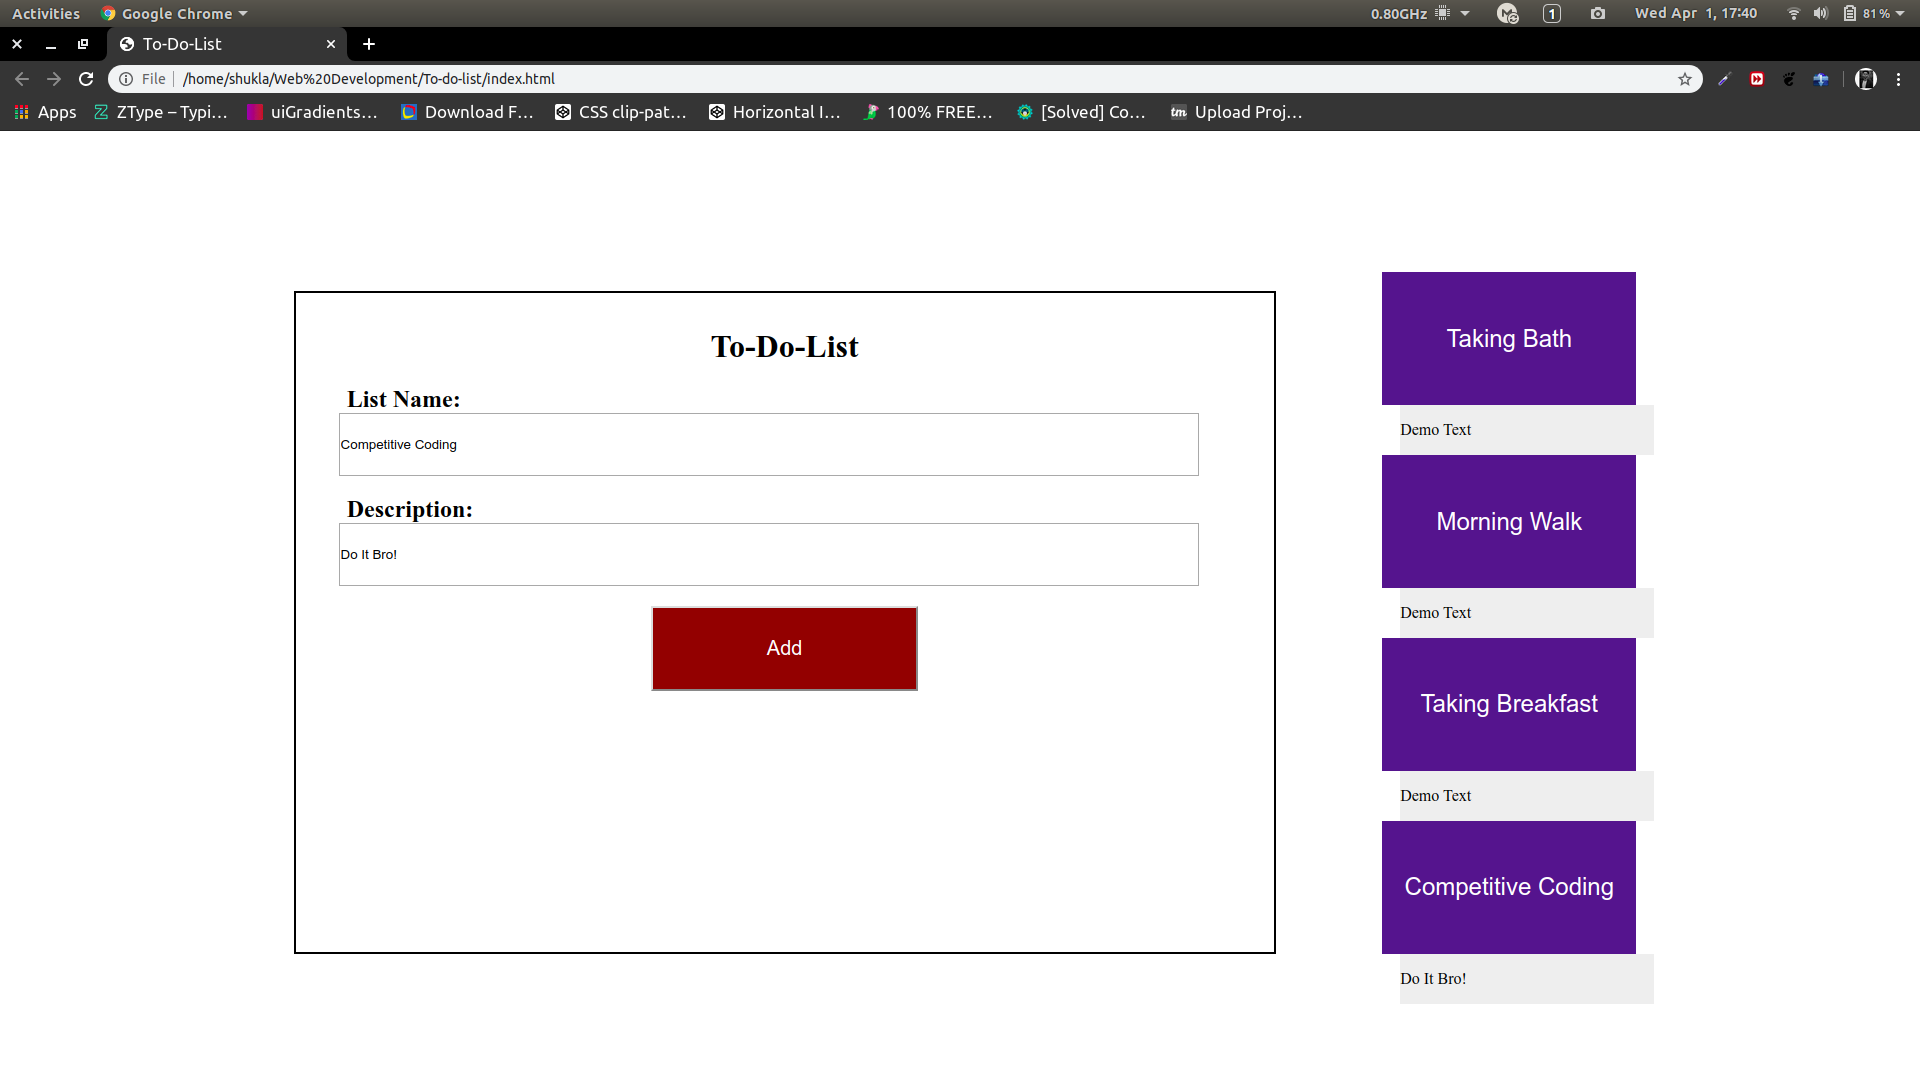 Activities Google Chrome 0.80GHz 1 Wed Apr 1, 17:40 81 %
To-Do-List
File /home/shukla/Web%20Development/To-do-list/index.html
Apps ZType – Typi… uiGradients… Download F… CSS clip-pat… Horizontal I… 100% FREE… [Solved] Co… tm Upload Proj…
To-Do-List
List Name:
Competitive Coding
Description:
Do It Bro!
Add
Taking Bath
Demo Text
Morning Walk
Demo Text
Taking Breakfast
Demo Text
Competitive Coding
Do It Bro!